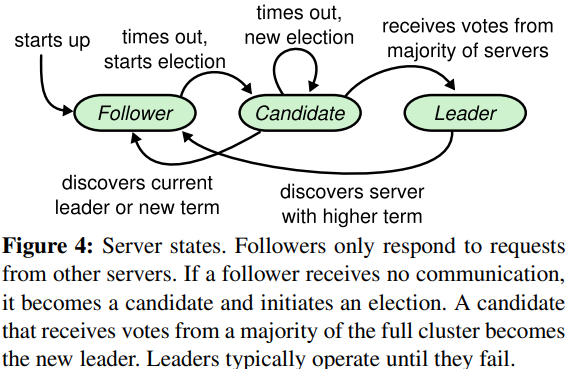 starts up
times out,
starts election
times out,
new election
receives votes from
majority of servers
Follower
Candidate
Leader
discovers current
leader or new term
discovers server
with higher term
Figure 4: Server states. Followers only respond to requests
from other servers. If a follower receives no communication,
it becomes a candidate and initiates an election. A candidate
that receives votes from a majority of the full cluster becomes
the new leader. Leaders typically operate until they fail.